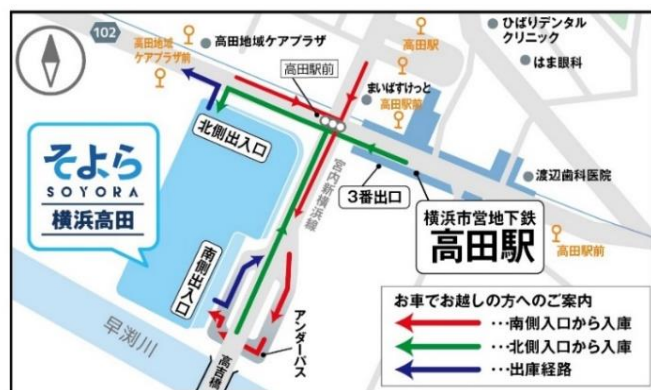 102
高田地域
ケアプラザ前
高田地域ケアプラザ
高田駅
ひばりデンタル
クリニック
はま眼科
高田駅前
まいばすけっと
高田駅前
北側出入口
そよら
SOYORA
横浜高田
宮内新横浜線
3番出口
渡辺歯科医院
横浜市営地下鉄
高田駅
高田駅前
南側出入口
アンダーパス
早渕川
高吉橋
お車でお越しの方へのご案内
…南側入口から入庫
…北側入口から入庫
…出庫経路